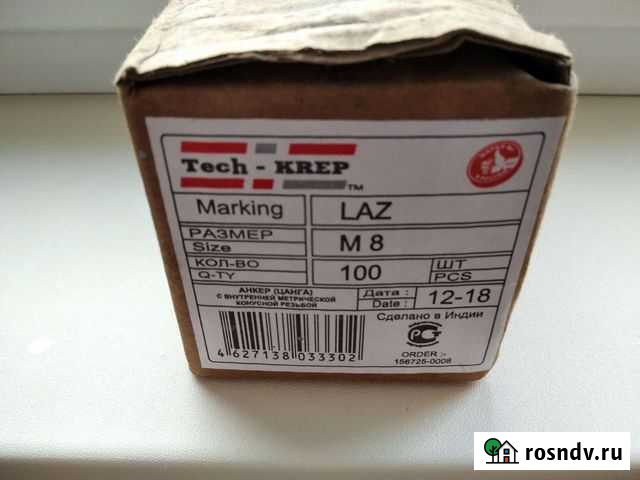 Tech - KREP
TM
Marking LAZ
РАЗМЕР
Size
M 8
КОЛ-ВО
Q-TY
100
ШТ
PCS
АНКЕР (ЦАНГА)
С ВНУТРЕННЕЙ МЕТРИЧЕСКОЙ
КОНУСНОЙ РЕЗЬБОЙ
Дата :
Date :
12-18
Сделано в Индии
РСТ
4 627138 033302
ORDER :-
156725-0008
rosndv.ru